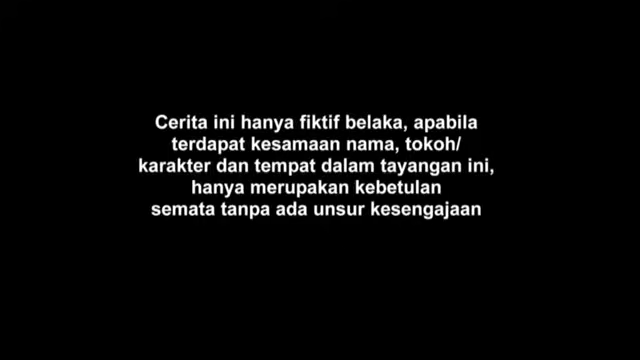 Cerita ini hanya fiktif belaka, apabila
terdapat kesamaan nama, tokoh/
karakter dan tempat dalam tayangan ini,
hanya merupakan kebetulan
semata tanpa ada unsur kesengajaan